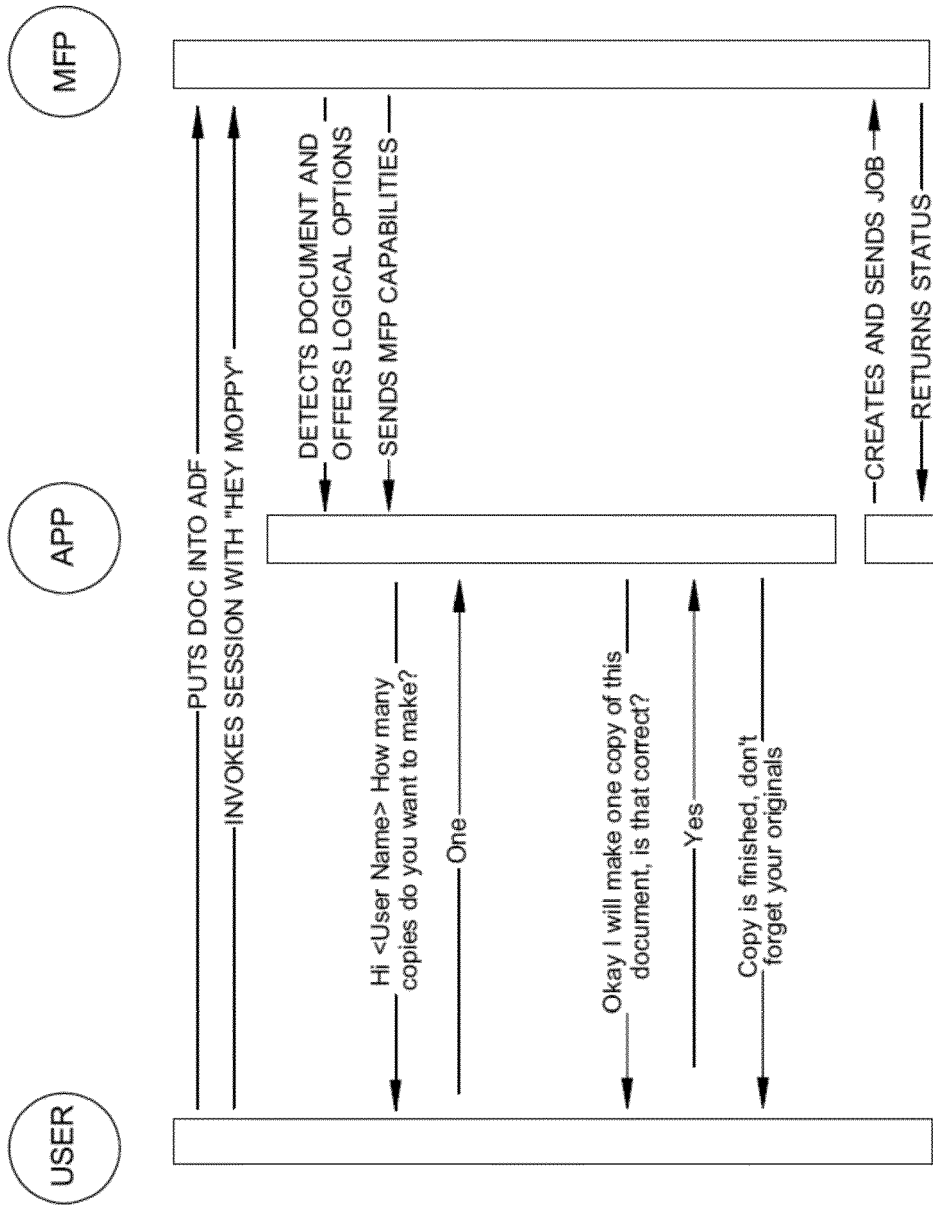 USER
APP
MFP
PUTS DOC INTO ADF
INVOKES SESSION WITH "HEY MOPPY"
DETECTS DOCUMENT AND
OFFERS LOGICAL OPTIONS
SENDS MFP CAPABILITIES
Hi <User Name> How many
copies do you want to make?
One
Okay I will make one copy of this
document, is that correct?
Yes
Copy is finished, don't
forget your originals
CREATES AND SENDS JOB
RETURNS STATUS